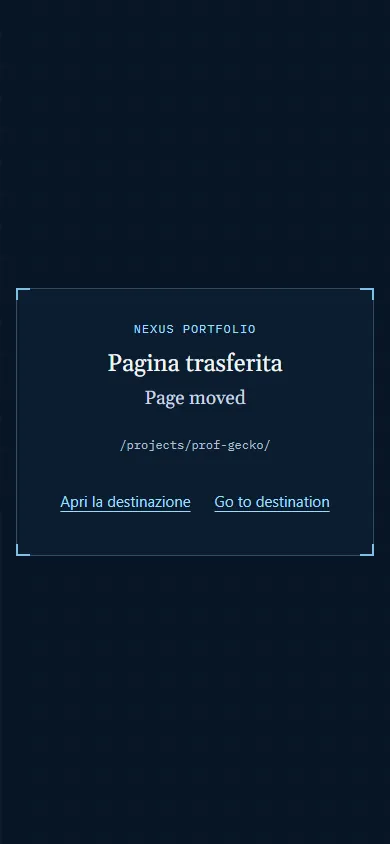 NEXUS PORTFOLIO
Pagina trasferita
Page moved
/projects/prof-gecko/
Apri la destinazione Go to destination